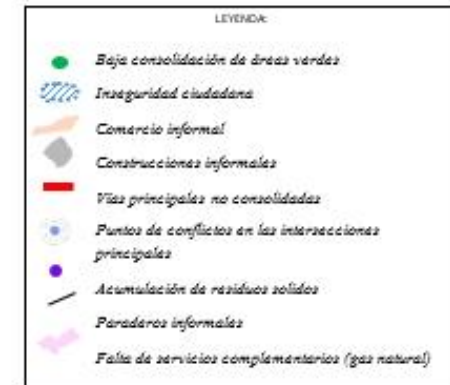 LEYENDA:
Baja consolidación de áreas verdes
Inseguridad ciudadana
Comercio informal
Construcciones informales
Vías principales no consolidadas
Puntos de conflictos en las intersecciones
principales
Acumulación de residuos solidos
Paraderos informales
Falta de servicios complementarios (gas natural)